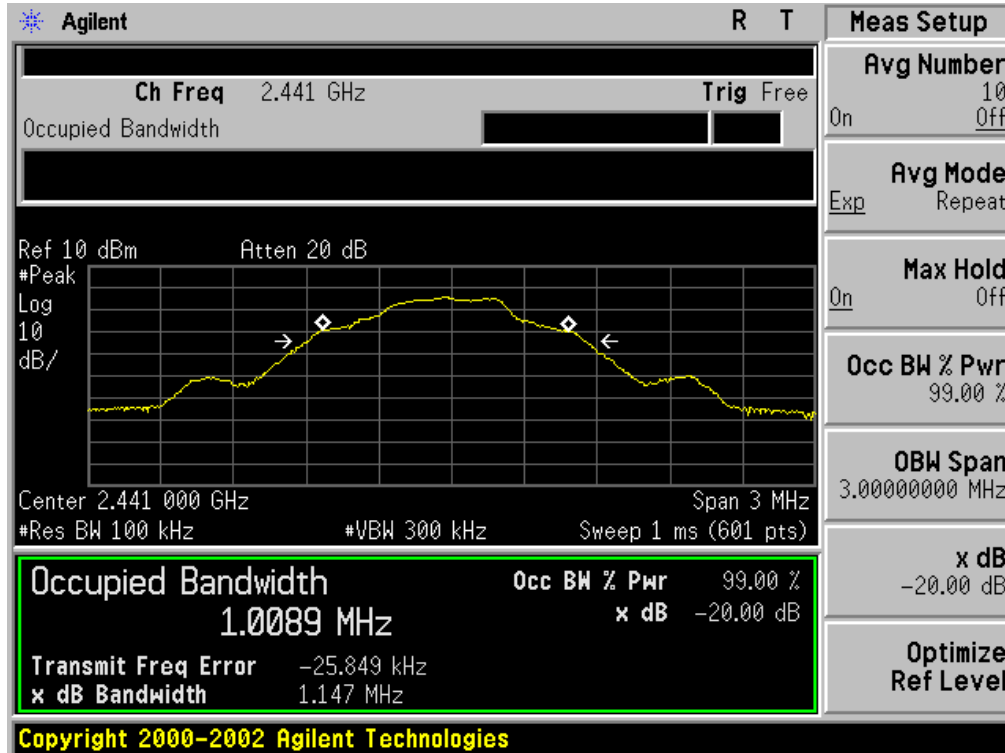 Agilent R T
Ch Freq 2.441 GHz Trig Free
Occupied Bandwidth
Ref 10 dBm Atten 20 dB
#Peak
Log
10
dB/
Center 2.441 000 GHz Span 3 MHz
#Res BW 100 kHz #VBW 300 kHz Sweep 1 ms (601 pts)
Occupied Bandwidth
1.0089 MHz
Occ BW % Pwr 99.00 %
x dB -20.00 dB
Transmit Freq Error -25.849 kHz
x dB Bandwidth 1.147 MHz
Meas Setup
Avg Number
10
On Off
Avg Mode
Exp Repeat
Max Hold
On Off
Occ BW % Pwr
99.00 %
OBW Span
3.00000000 MHz
x dB
-20.00 dB
Optimize
Ref Level
Copyright 2000-2002 Agilent Technologies